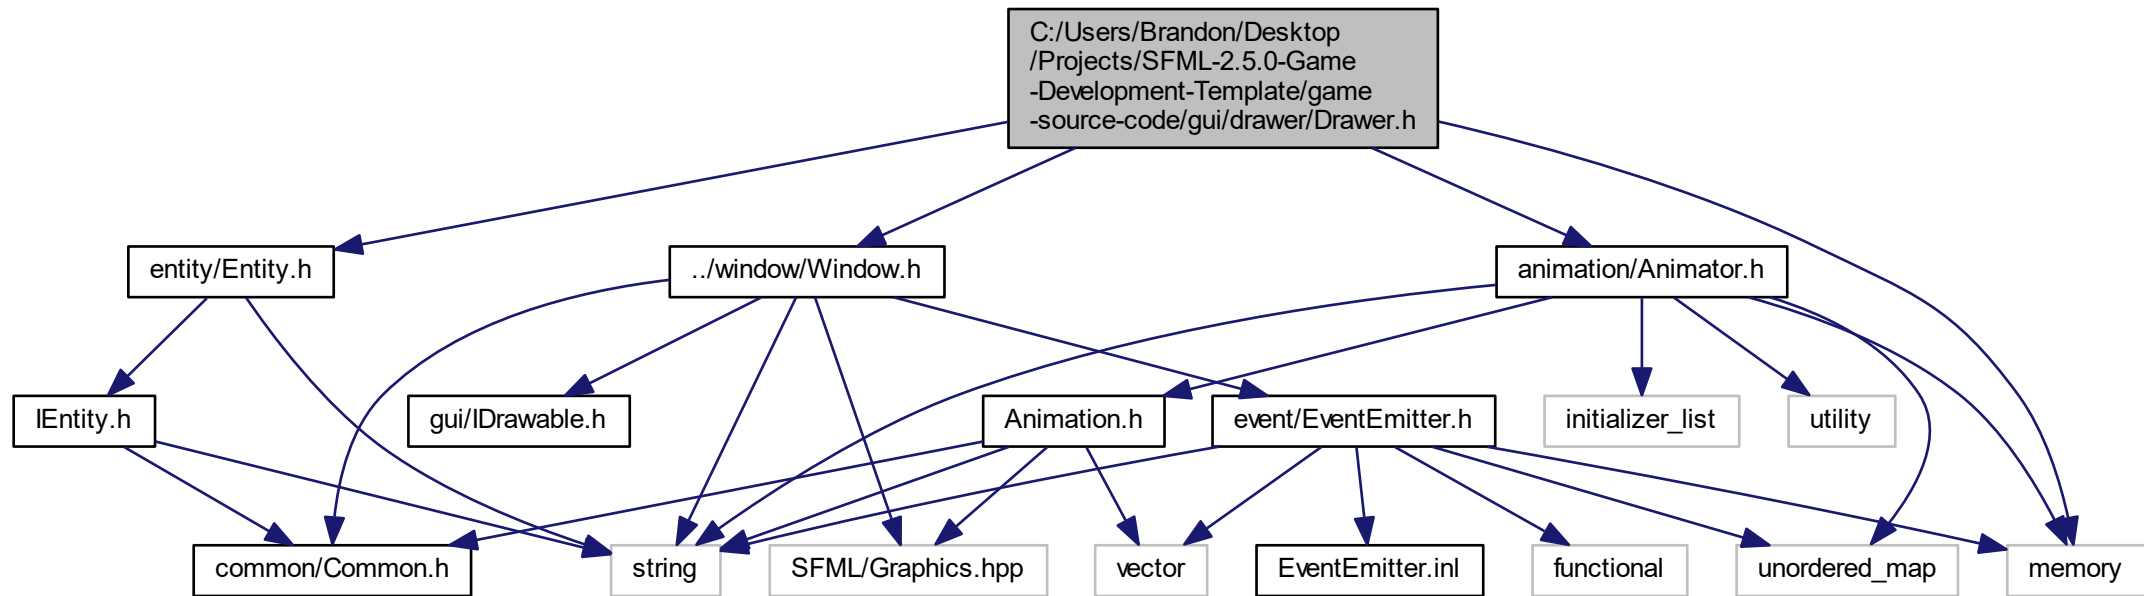 C:/Users/Brandon/Desktop
/Projects/SFML-2.5.0-Game
-Development-Template/game
-source-code/gui/drawer/Drawer.h
entity/Entity.h
../window/Window.h
animation/Animator.h
IEntity.h
gui/IDrawable.h
Animation.h
event/EventEmitter.h
initializer_list
utility
common/Common.h
string
SFML/Graphics.hpp
vector
EventEmitter.inl
functional
unordered_map
memory